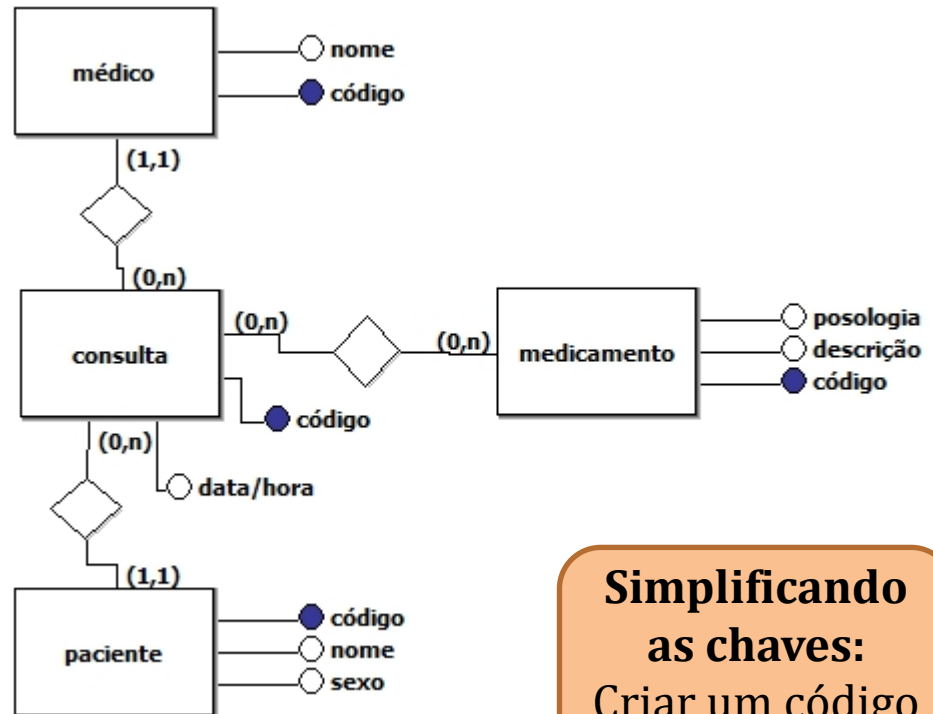 médico
nome
código
(1,1)
(0,n)
consulta
(0,n)
(0,n)
medicamento
posologia
descrição
código
código
(0,n)
data/hora
(1,1)
paciente
código
nome
sexo
Simplificando
as chaves:
Criar um código